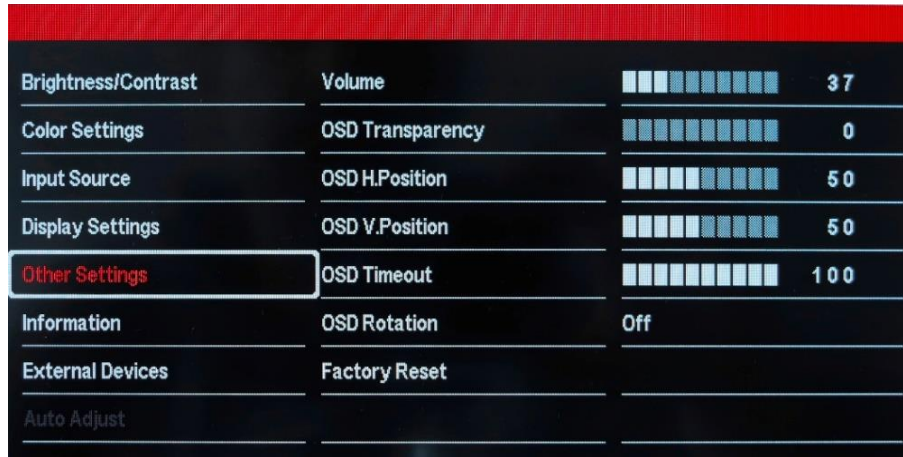 Brightness/Contrast Volume 37
Color Settings OSD Transparency 0
Input Source OSD H.Position 50
Display Settings OSD V.Position 50
Other Settings OSD Timeout 100
Information OSD Rotation Off
External Devices Factory Reset
Auto Adjust